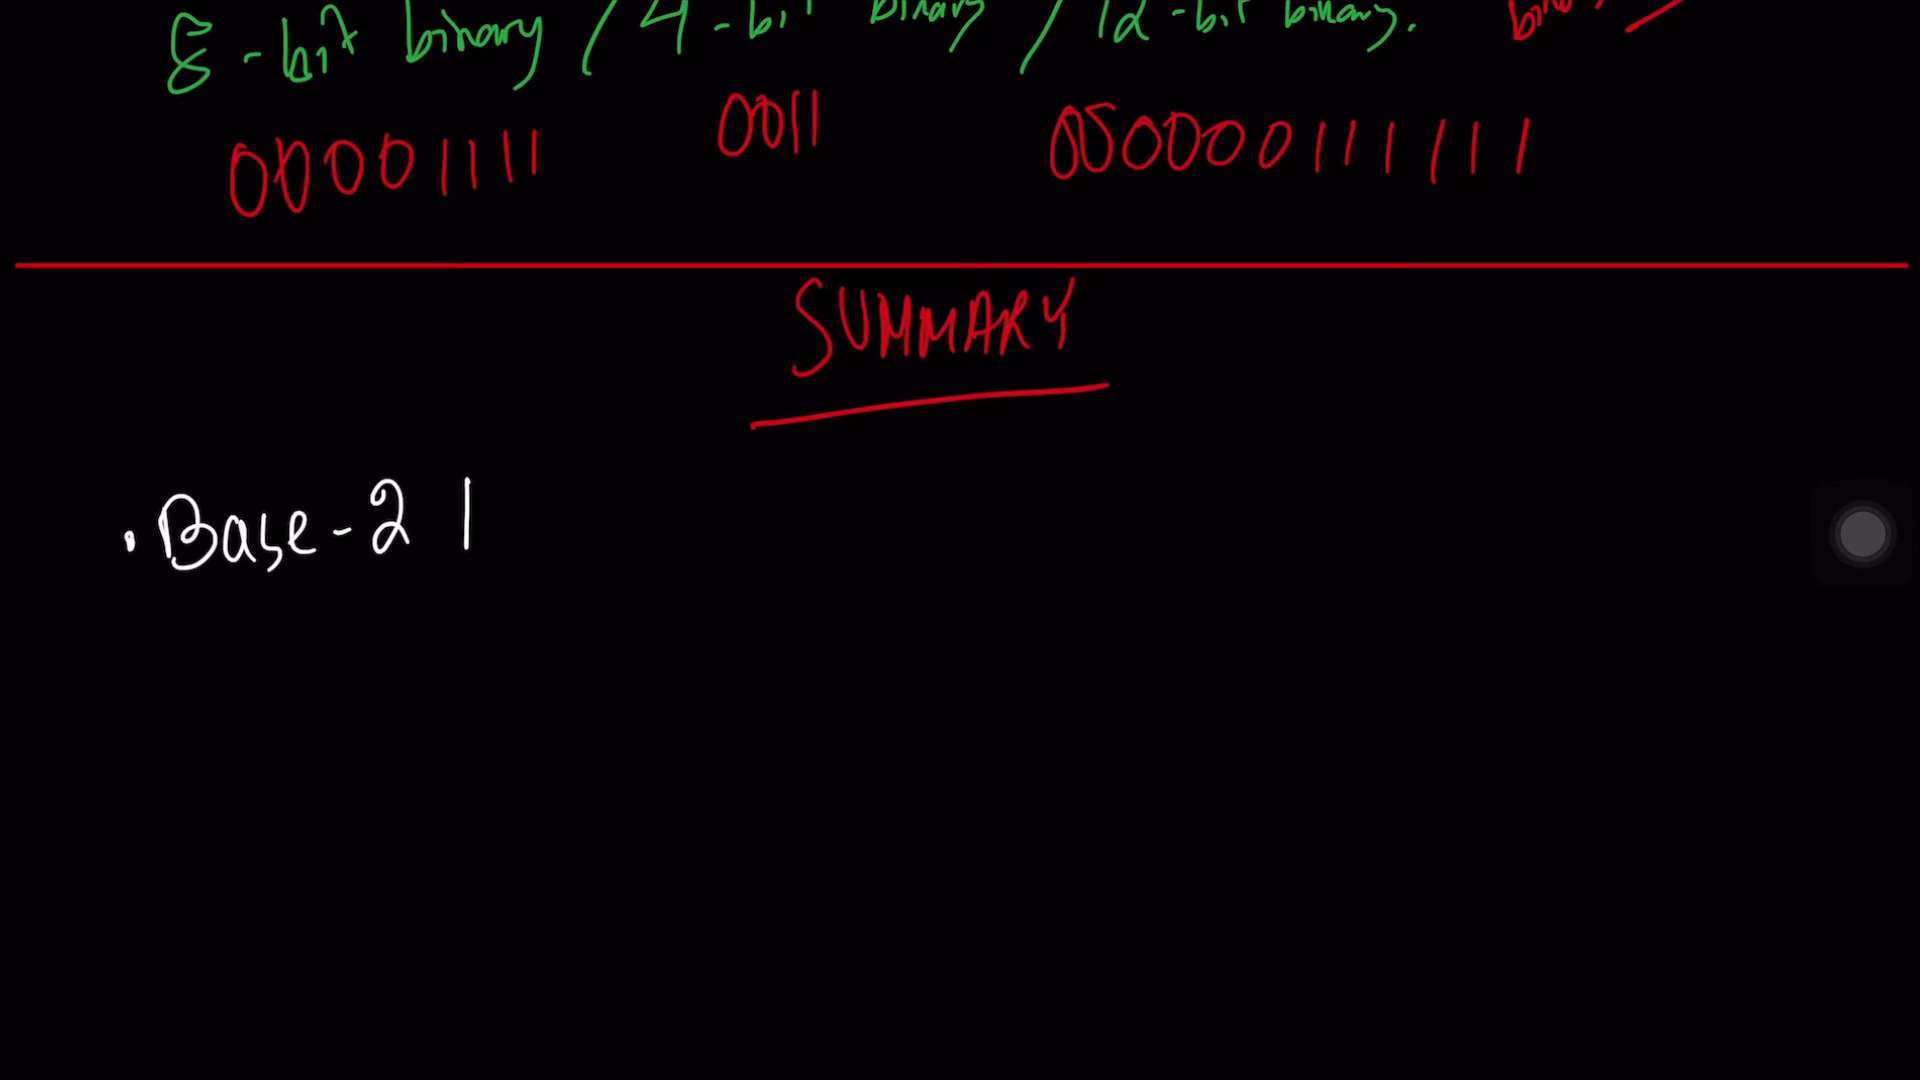 8-bit binary / 4-bit binary / 12-bit binary.
00001111 0011 000000111111
SUMMARY
• Base-2 |